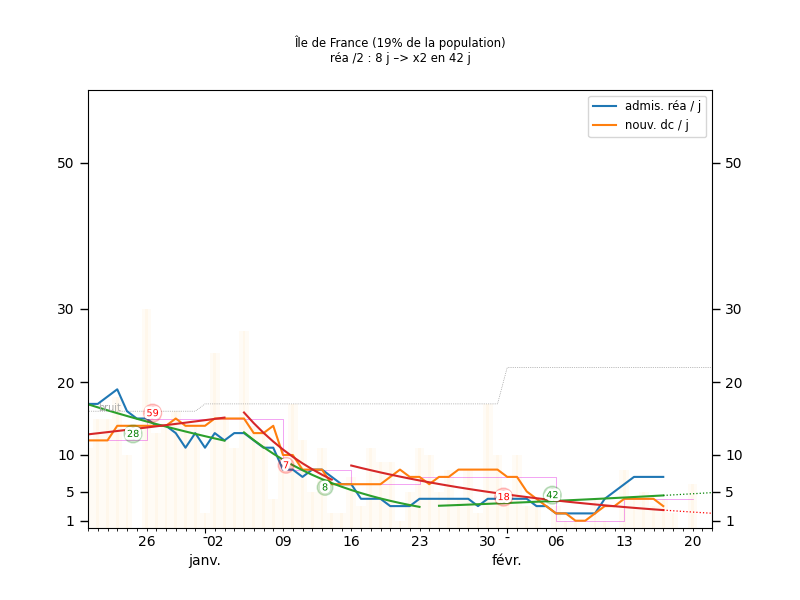 Île de France (19% de la population)
réa /2 : 8 j –> x2 en 42 j
admis. réa / j
nouv. dc / j
50 50
30 30
20 20
bruit
59
28
10 10
7
8
5 5
18
42
1 1
26 02 09 16 23 30 06 13 20
janv. févr.